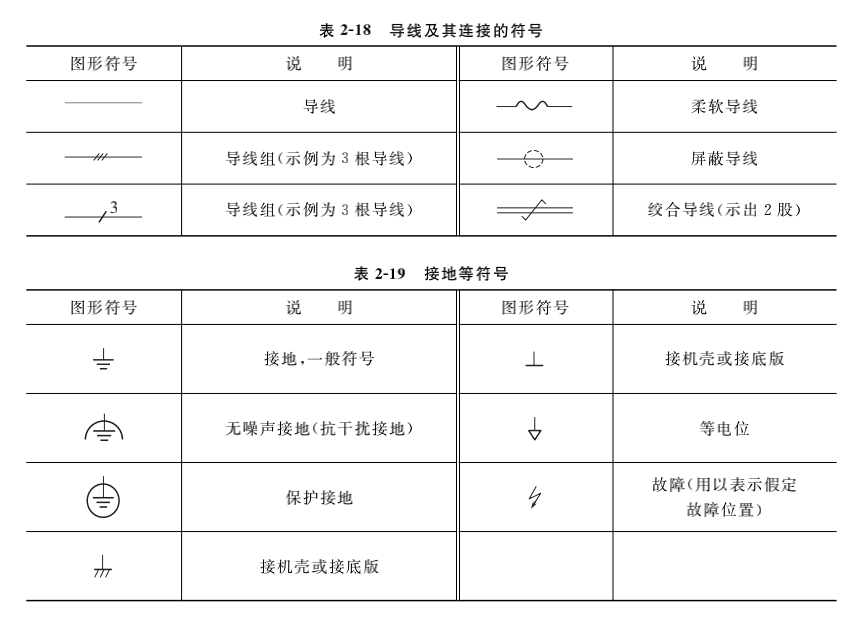 表 2-18 导线及其连接的符号
图形符号 说 明 图形符号 说 明
导线 柔软导线
导线组(示例为 3 根导线) 屏蔽导线
3 导线组(示例为 3 根导线) 绞合导线(示出 2 股)
表 2-19 接地等符号
图形符号 说 明 图形符号 说 明
接地,一般符号 接机壳或接底版
无噪声接地(抗干扰接地) 等电位
保护接地 故障(用以表示假定
故障位置)
接机壳或接底版